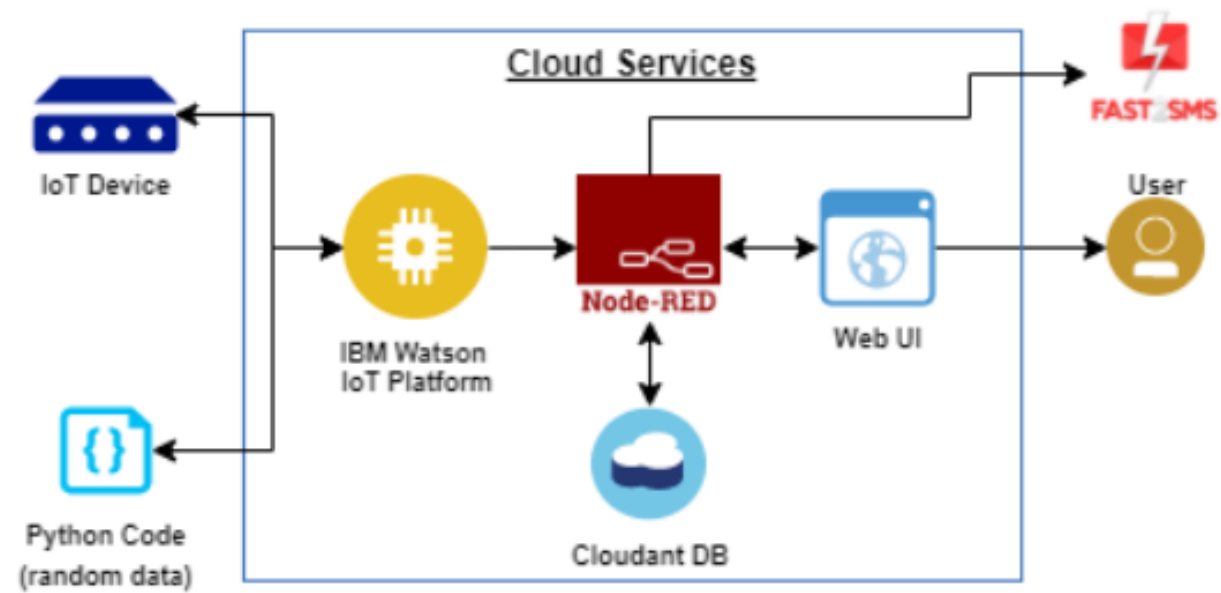 Cloud Services
FAST2SMS
IoT Device
User
Node-RED
IBM Watson
IoT Platform
Web UI
Python Code
(random data)
Cloudant DB